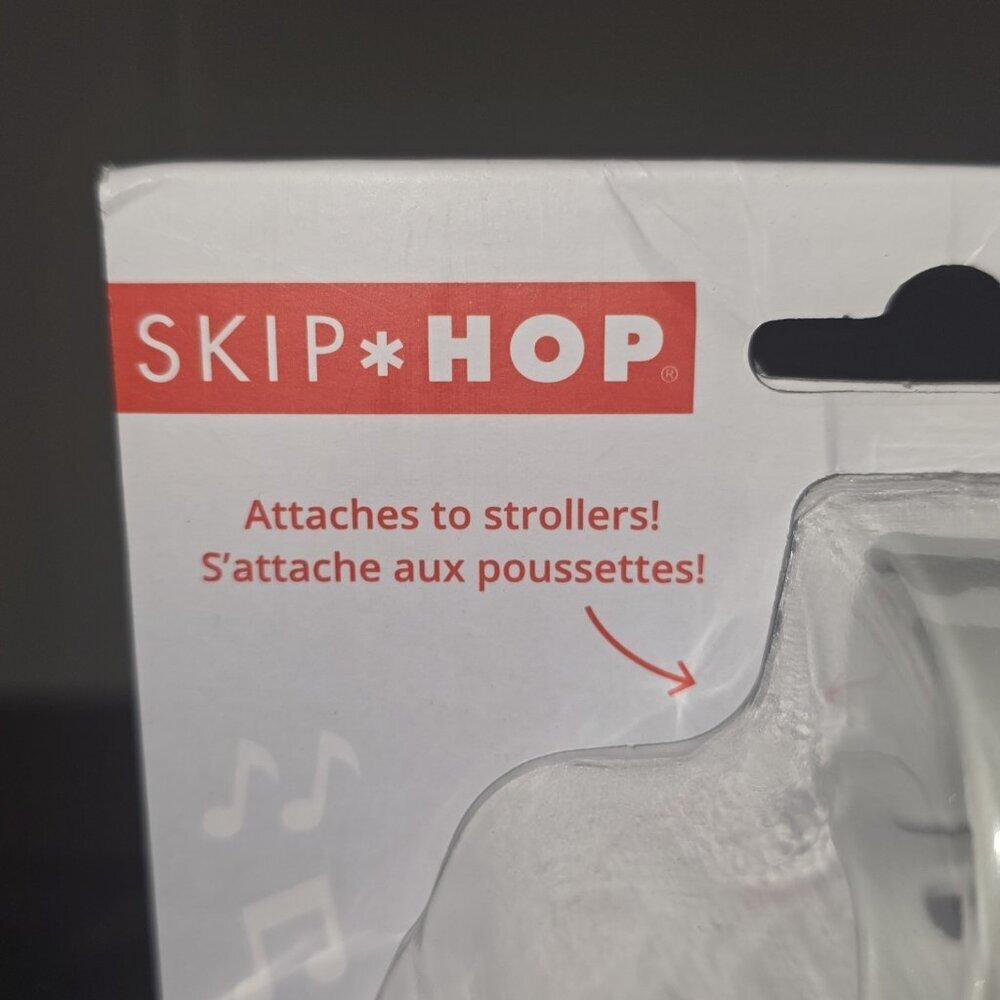 SKIP*HOP®
Attaches to strollers!
S'attache aux poussettes!